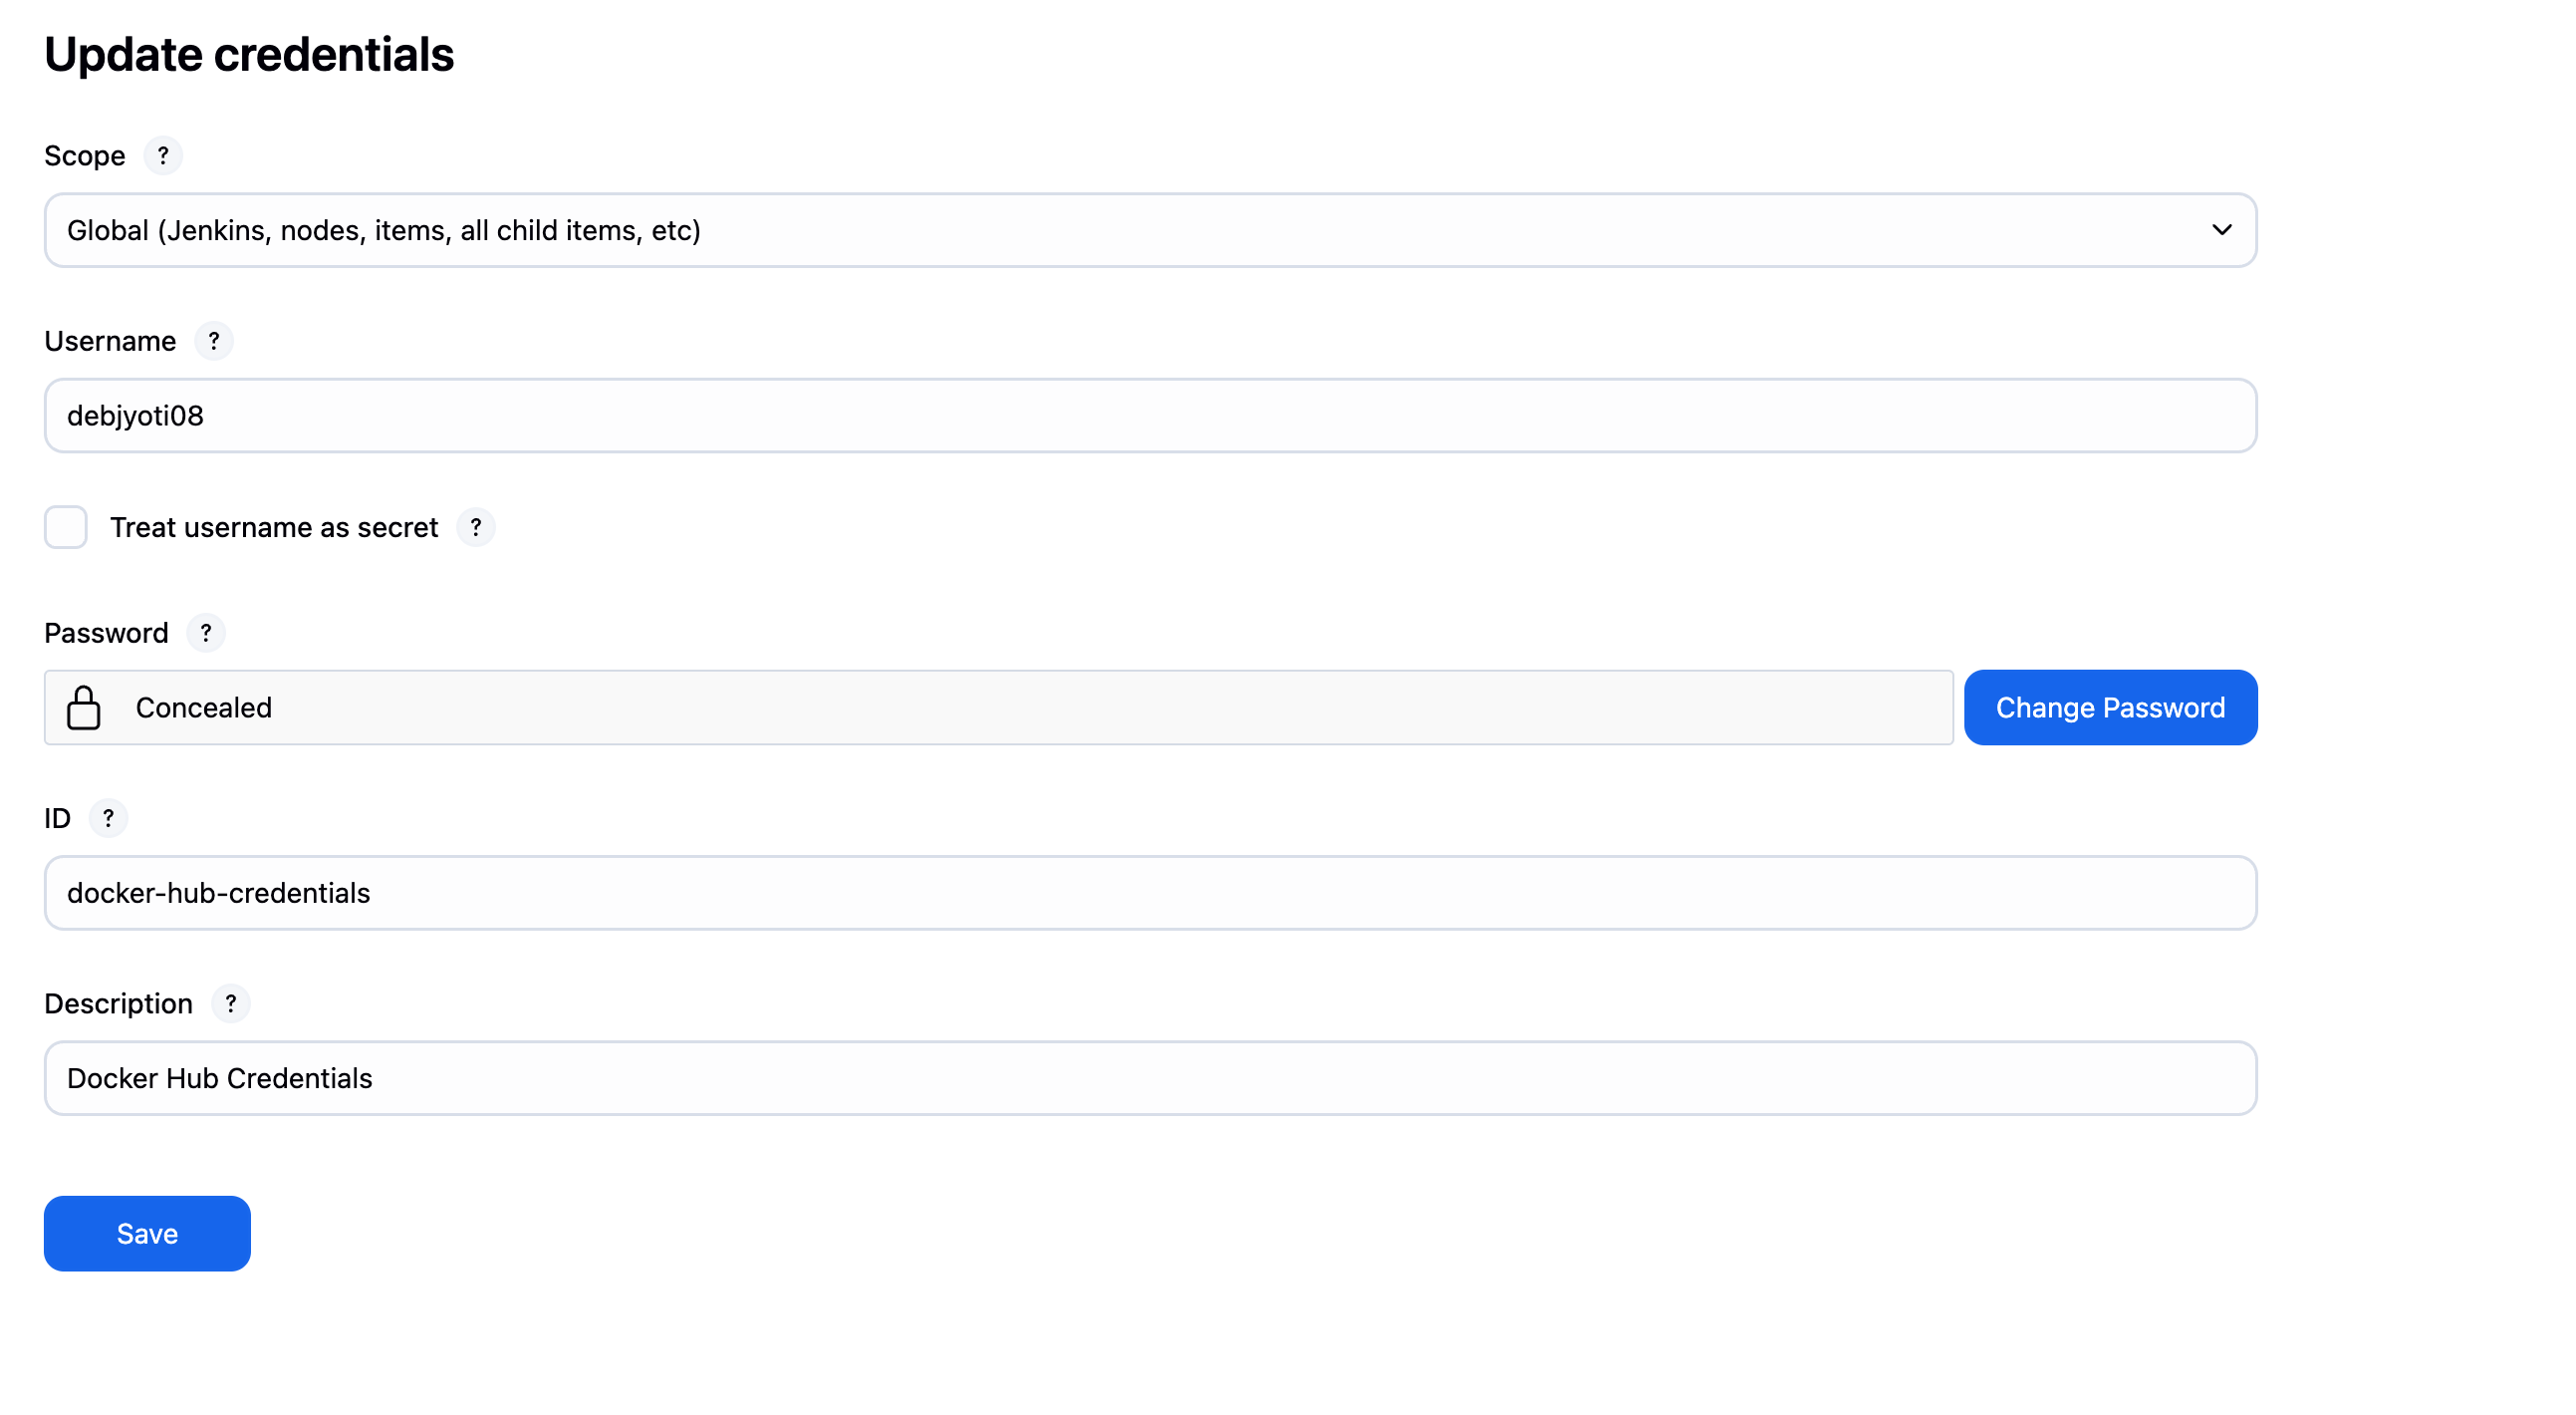 Update credentials
Scope ?
Global (Jenkins, nodes, items, all child items, etc)
Username ?
debjyoti08
Treat username as secret ?
Password ?
Concealed
Change Password
ID ?
docker-hub-credentials
Description ?
Docker Hub Credentials
Save